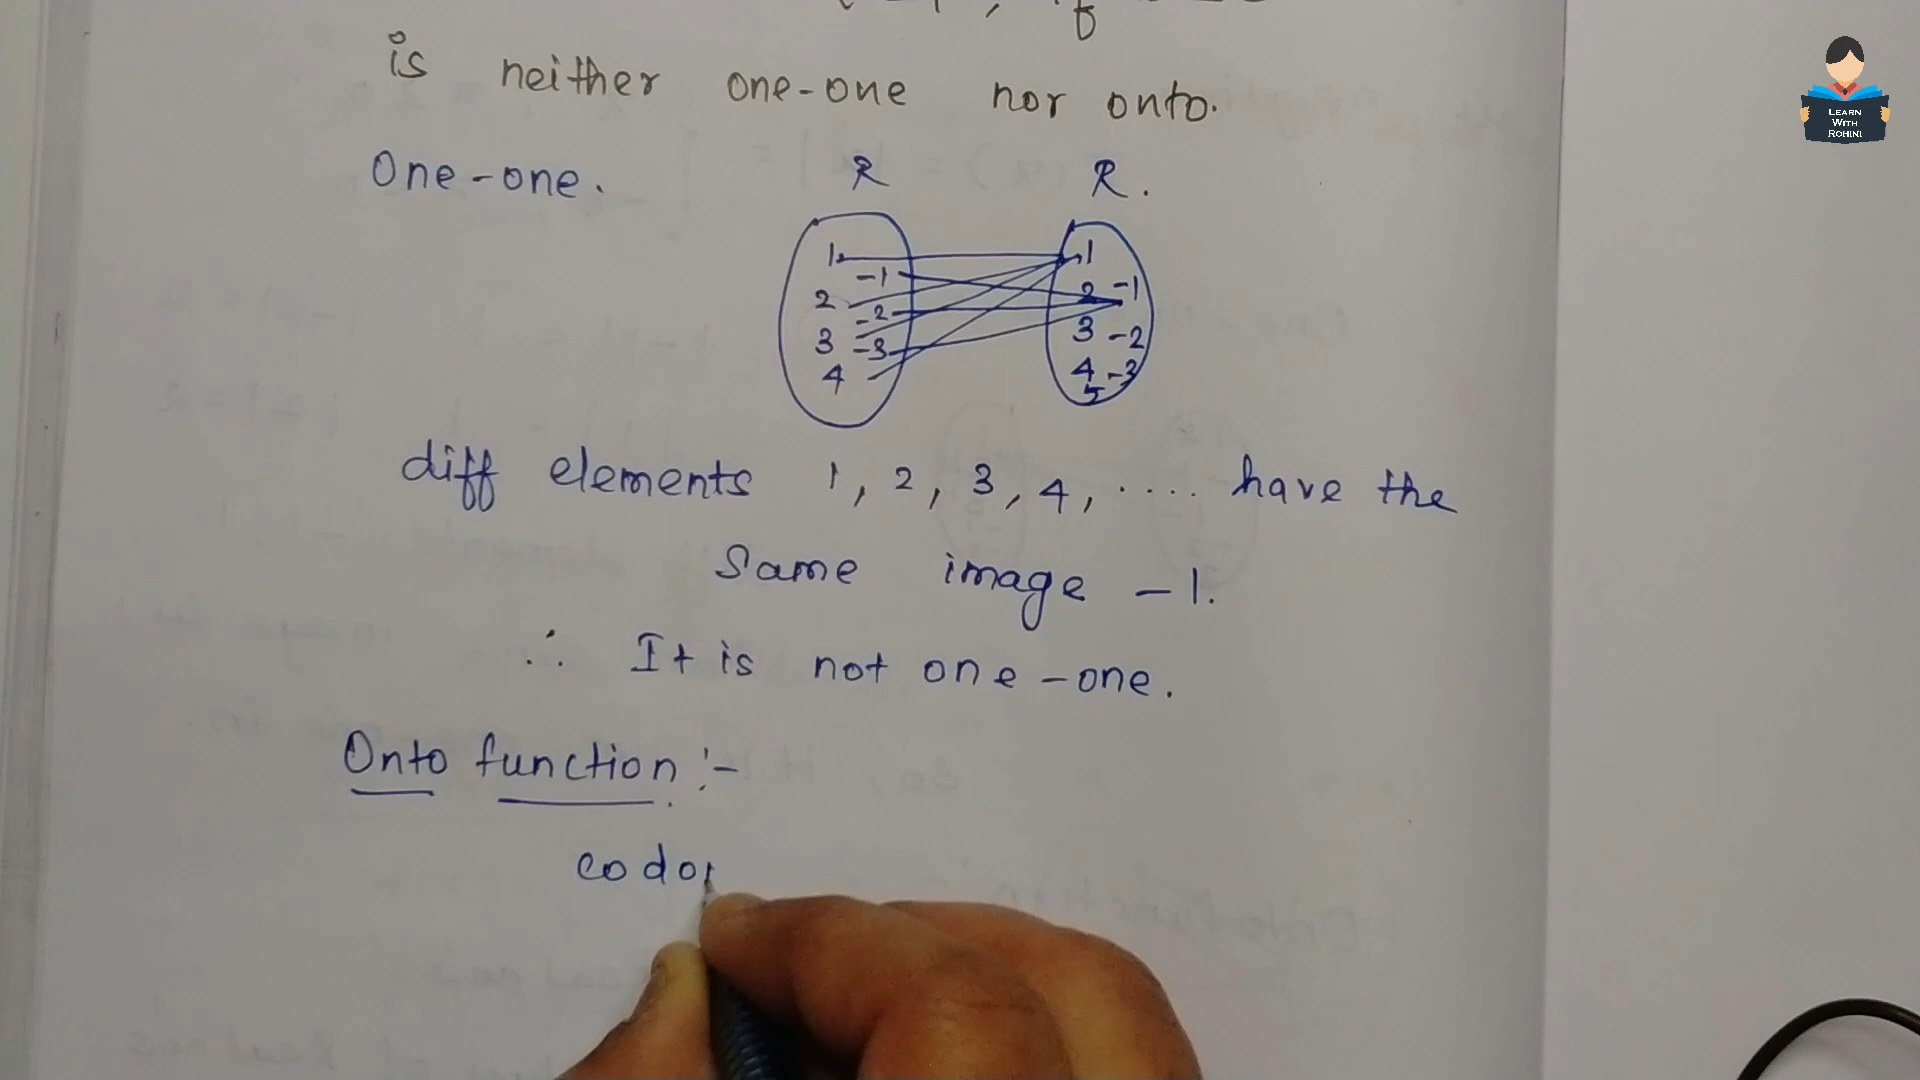 is neither one-one nor onto.
One-one. R R.
1 -1 2 -2 3 -3 4
1 2 -1 3 -2 4 -3 5
diff elements 1, 2, 3, 4, .... have the
Same image -1.
∴ It is not one-one.
Onto function :-
codo
LEARN
WITH
ROHINI